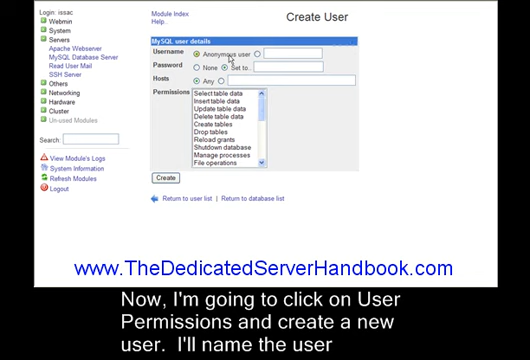 Login: issac
Webmin
System
Servers
Apache Webserver
MySQL Database Server
Read User Mail
SSH Server
Others
Networking
Hardware
Cluster
Un-used Modules
Search:
View Module's Logs
System Information
Refresh Modules
Logout
Module Index
Help..
Create User
MySQL user details
Username Anonymous user
Password None Set to..
Hosts Any
Permissions
Select table data
Insert table data
Update table data
Delete table data
Create tables
Drop tables
Reload grants
Shutdown database
Manage processes
File operations
Create
Return to user list | Return to database list
www.TheDedicatedServerHandbook.com
Now, I'm going to click on User
Permissions and create a new
user. I'll name the user